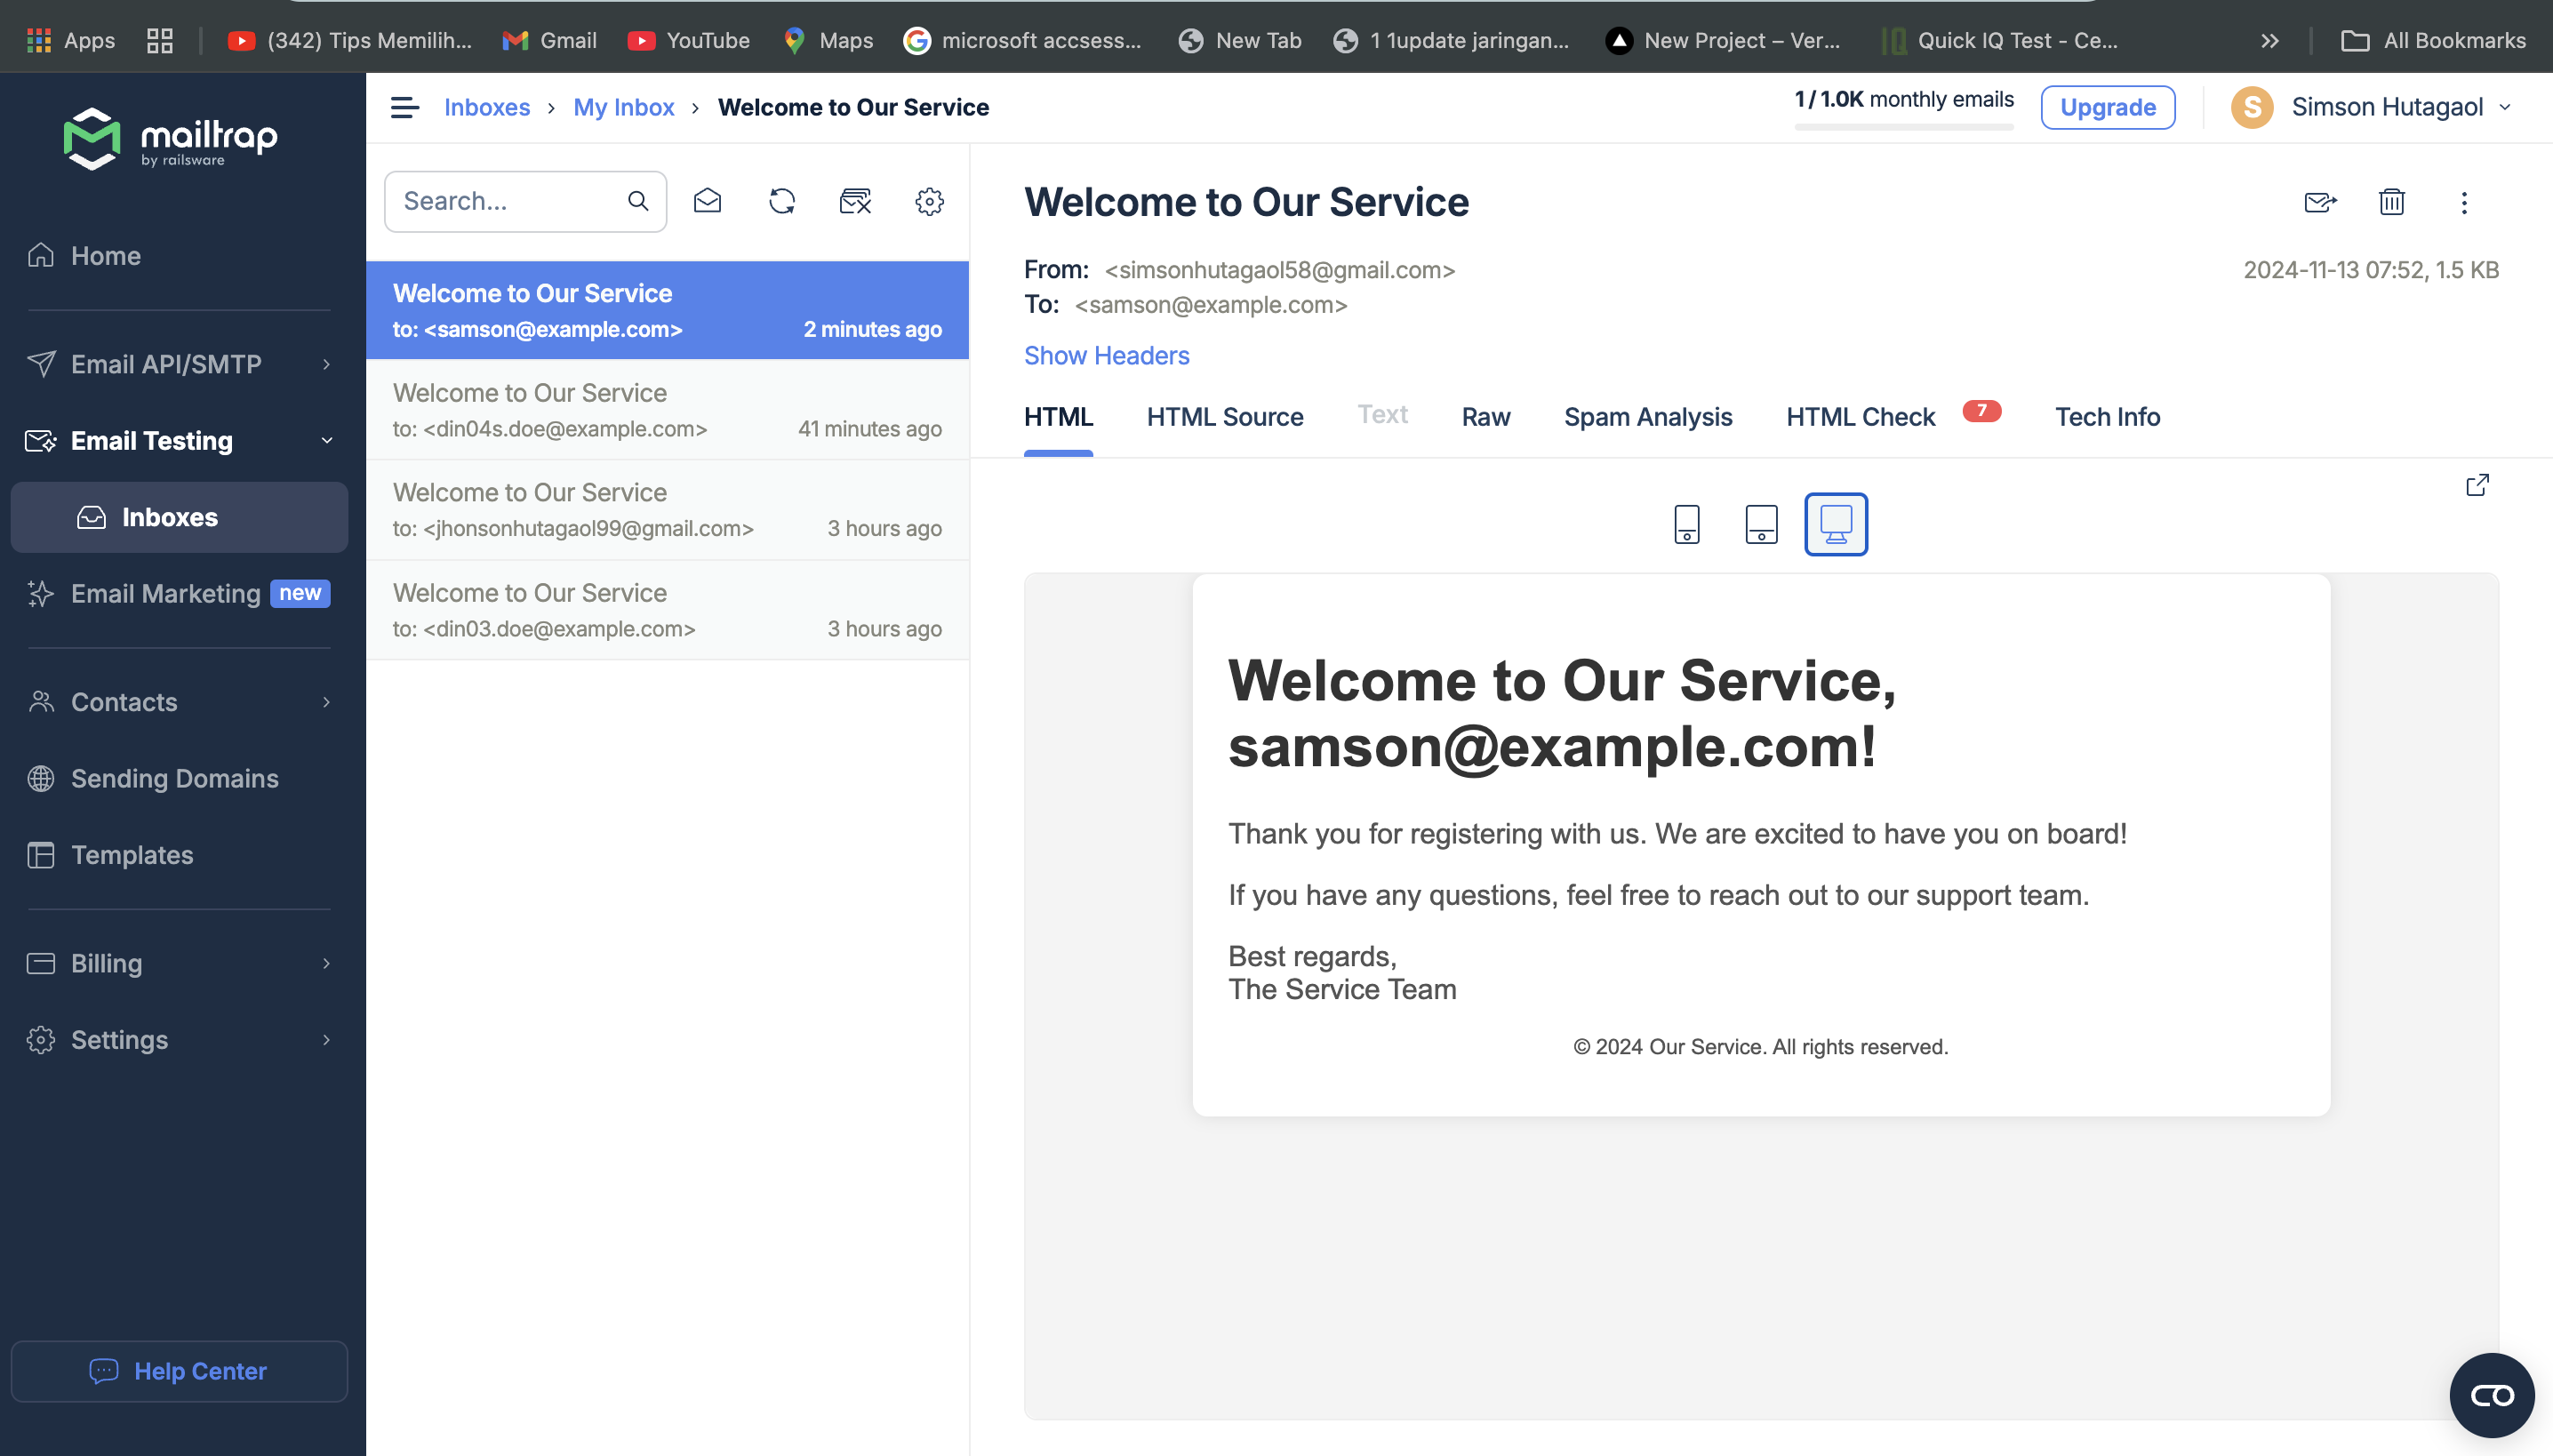 Apps
(342) Tips Memilih...
Gmail
YouTube
Maps
microsoft accsess...
New Tab
1 1update jaringan...
New Project – Ver...
Quick IQ Test - Ce...
All Bookmarks
mailtrap
by railsware
Home
Email API/SMTP
Email Testing
Inboxes
Email Marketing new
Contacts
Sending Domains
Templates
Billing
Settings
Help Center
Inboxes › My Inbox › Welcome to Our Service
1 / 1.0K monthly emails
Upgrade
S
Simson Hutagaol
Search...
Welcome to Our Service
to: <samson@example.com> 2 minutes ago
Welcome to Our Service
to: <din04s.doe@example.com> 41 minutes ago
Welcome to Our Service
to: <jhonsonhutagaol99@gmail.com> 3 hours ago
Welcome to Our Service
to: <din03.doe@example.com> 3 hours ago
Welcome to Our Service
From: <simsonhutagaol58@gmail.com>
2024-11-13 07:52, 1.5 KB
To: <samson@example.com>
Show Headers
HTML HTML Source Text Raw Spam Analysis HTML Check 7 Tech Info
Welcome to Our Service,
samson@example.com!
Thank you for registering with us. We are excited to have you on board!
If you have any questions, feel free to reach out to our support team.
Best regards,
The Service Team
© 2024 Our Service. All rights reserved.